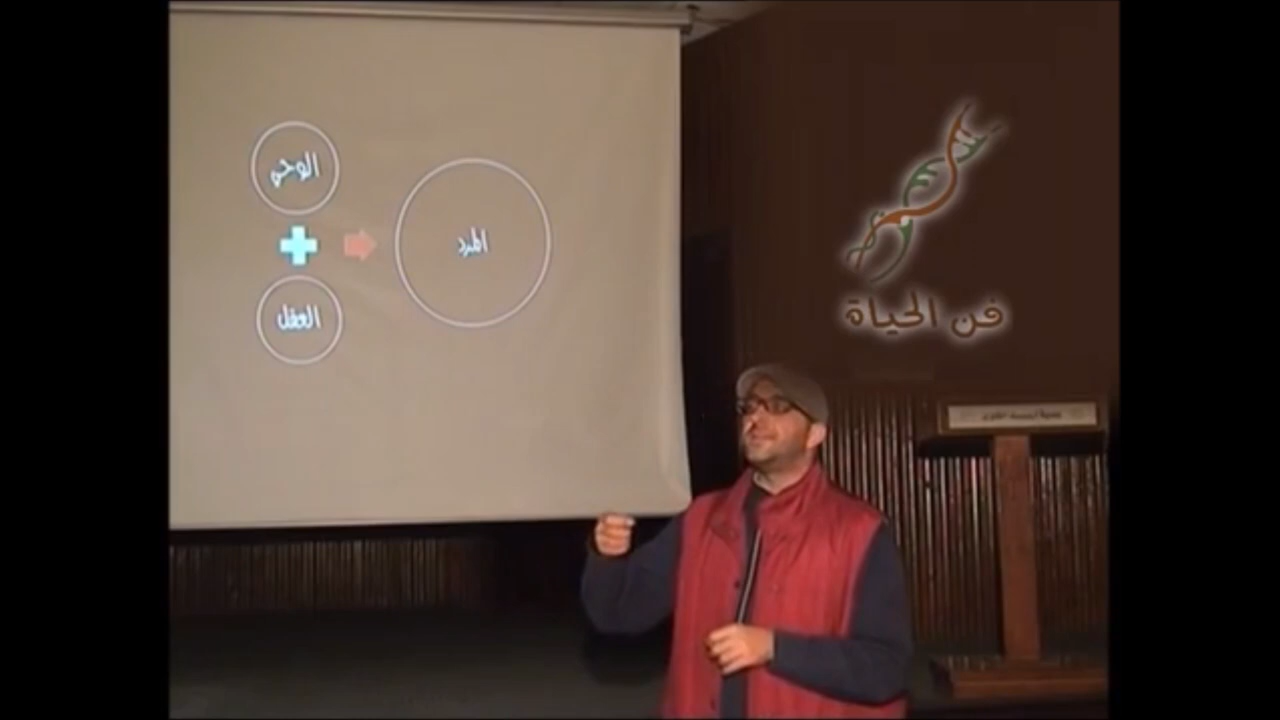 الوحي
العقل
المرد
فن الحياة